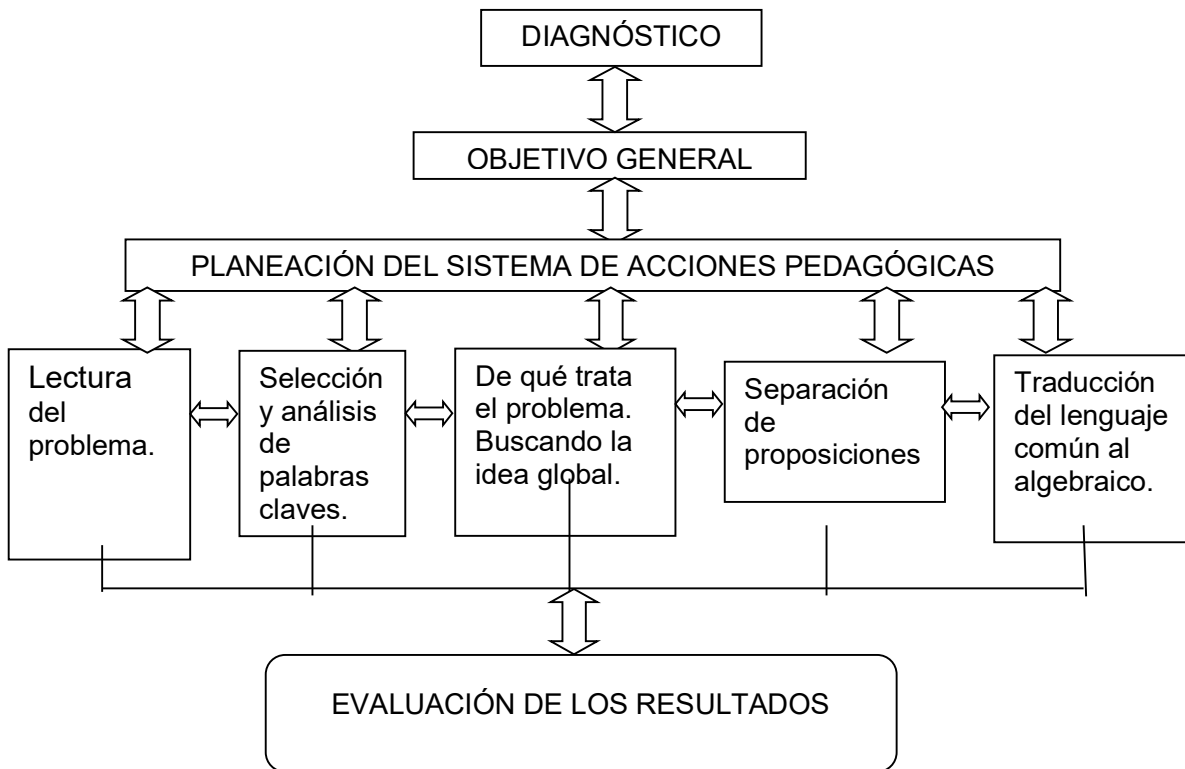 DIAGNÓSTICO
OBJETIVO GENERAL
PLANEACIÓN DEL SISTEMA DE ACCIONES PEDAGÓGICAS
Lectura
del
problema.
Selección
y análisis
de
palabras
claves.
De qué trata
el problema.
Buscando la
idea global.
Separación
de
proposiciones
Traducción
del lenguaje
común al
algebraico.
EVALUACIÓN DE LOS RESULTADOS